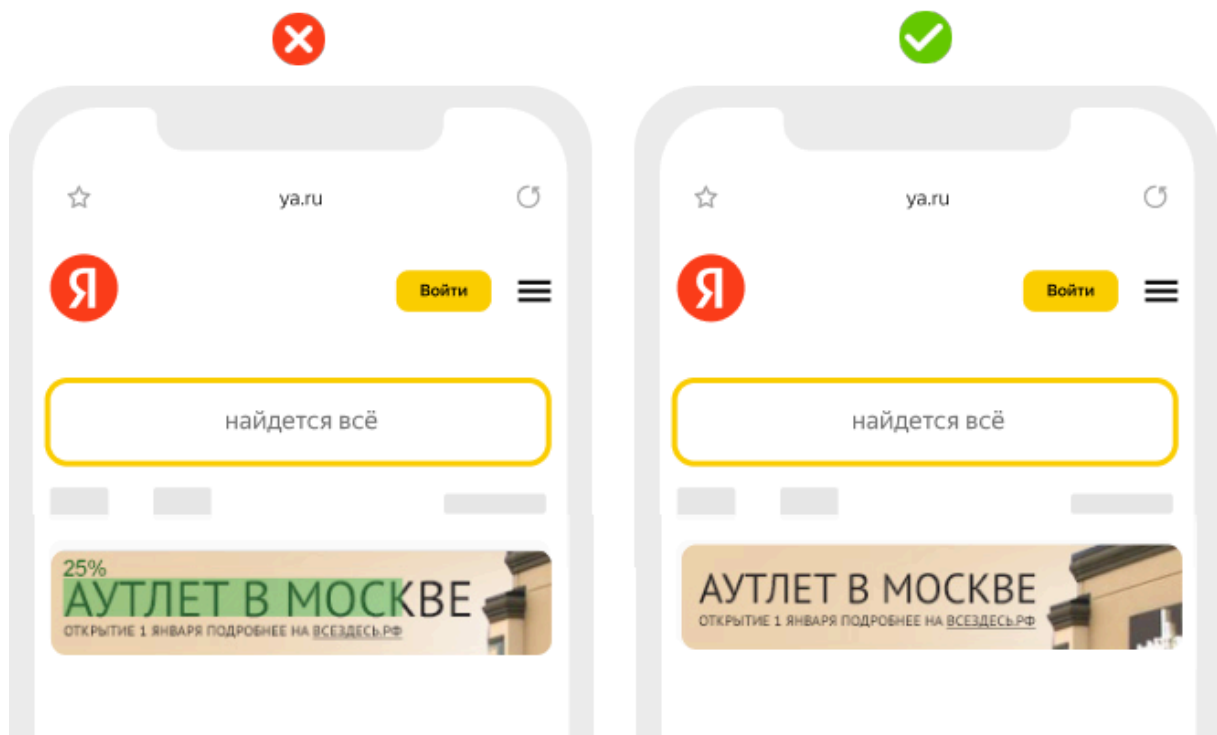 ya.ru
Я
Войти
найдется всё
25%
АУТЛЕТ В МОСКВЕ
ОТКРЫТИЕ 1 ЯНВАРЯ ПОДРОБНЕЕ НА ВСЕЗДЕСЬ.РФ
ya.ru
Я
Войти
найдется всё
АУТЛЕТ В МОСКВЕ
ОТКРЫТИЕ 1 ЯНВАРЯ ПОДРОБНЕЕ НА ВСЕЗДЕСЬ.РФ